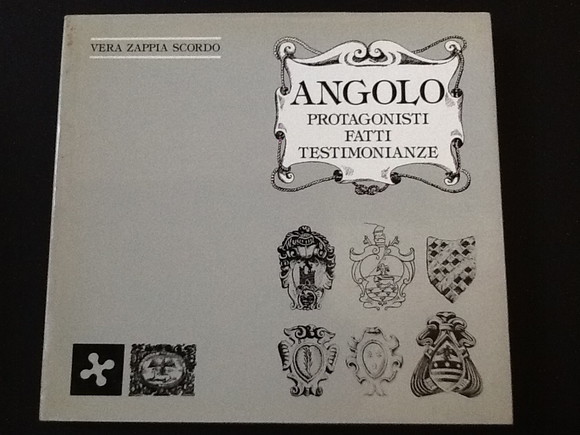 VERA ZAPPIA SCORDO
ANGOLO
PROTAGONISTI
FATTI
TESTIMONIANZE